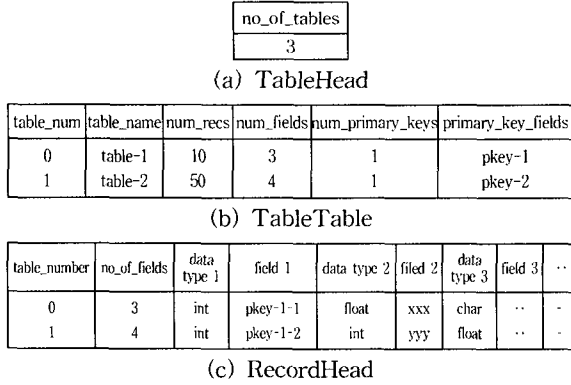 no_of_tables
3
(a) TableHead
table_num table_name num_recs num_fields num_primary_keys primary_key_fields
0 table-1 10 3 1 pkey-1
1 table-2 50 4 1 pkey-2
(b) TableTable
table_number no_of_fields data type 1 field 1 data type 2 filed 2 data type 3 field 3 ··
0 3 int pkey-1-1 float xxx char ·· -
1 4 int pkey-1-2 int yyy float ·· -
(c) RecordHead